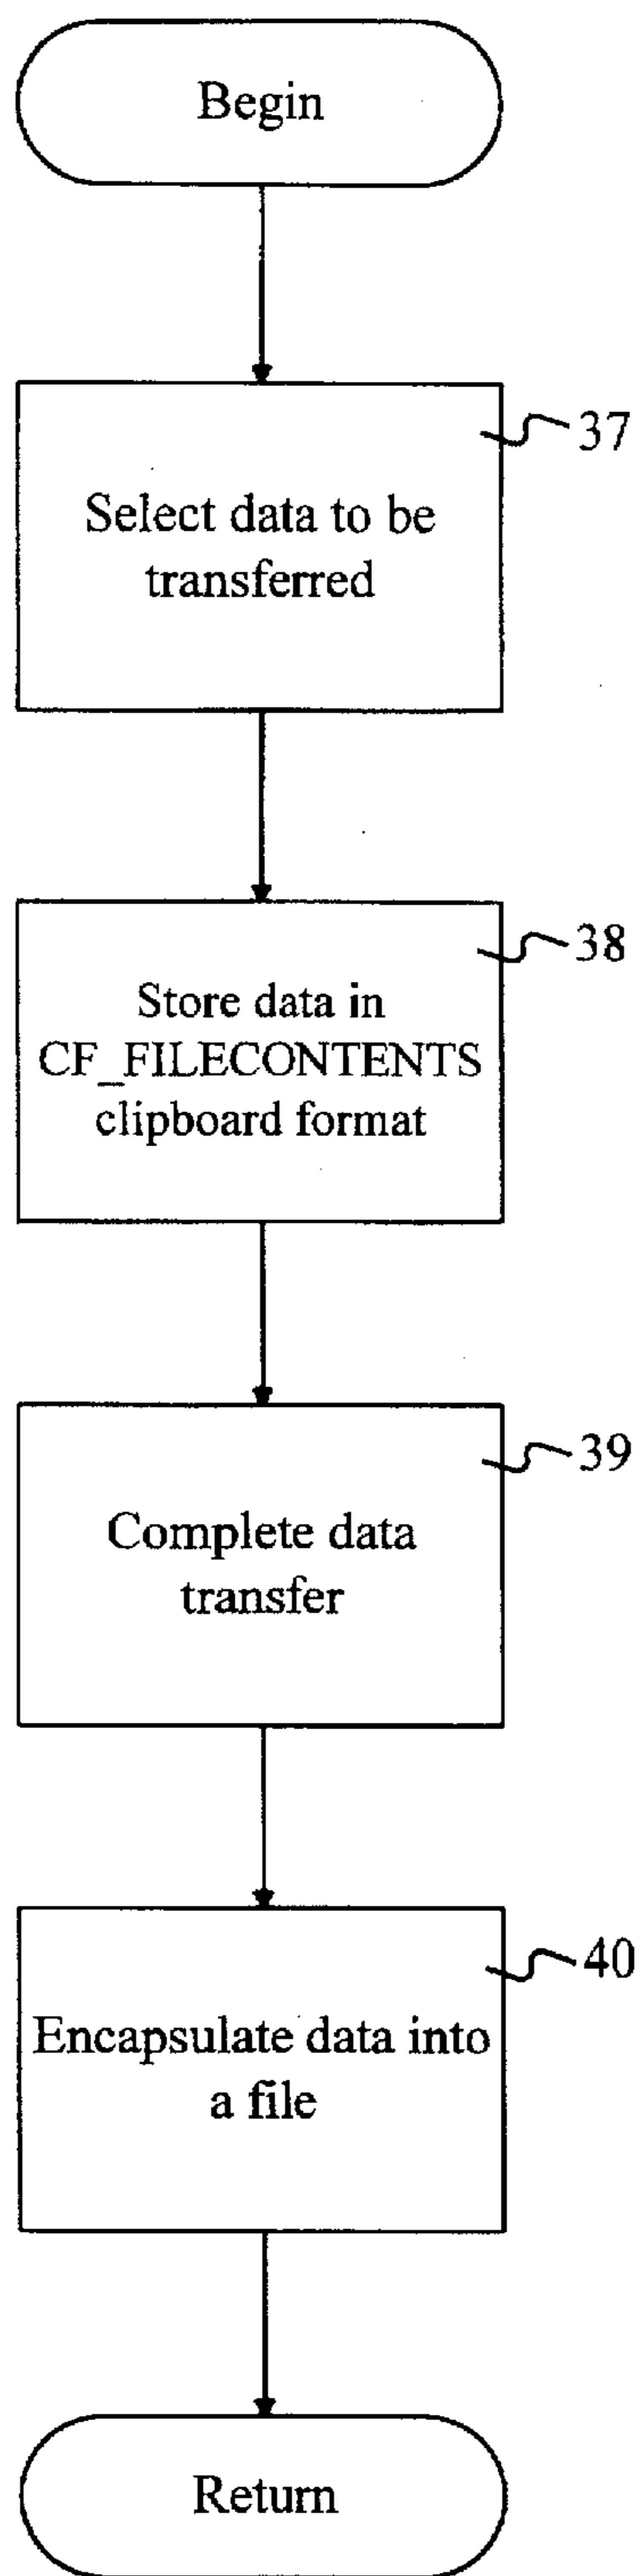 Begin
37
Select data to be
transferred
38
Store data in
CF_FILECONTENTS
clipboard format
39
Complete data
transfer
40
Encapsulate data into
a file
Return